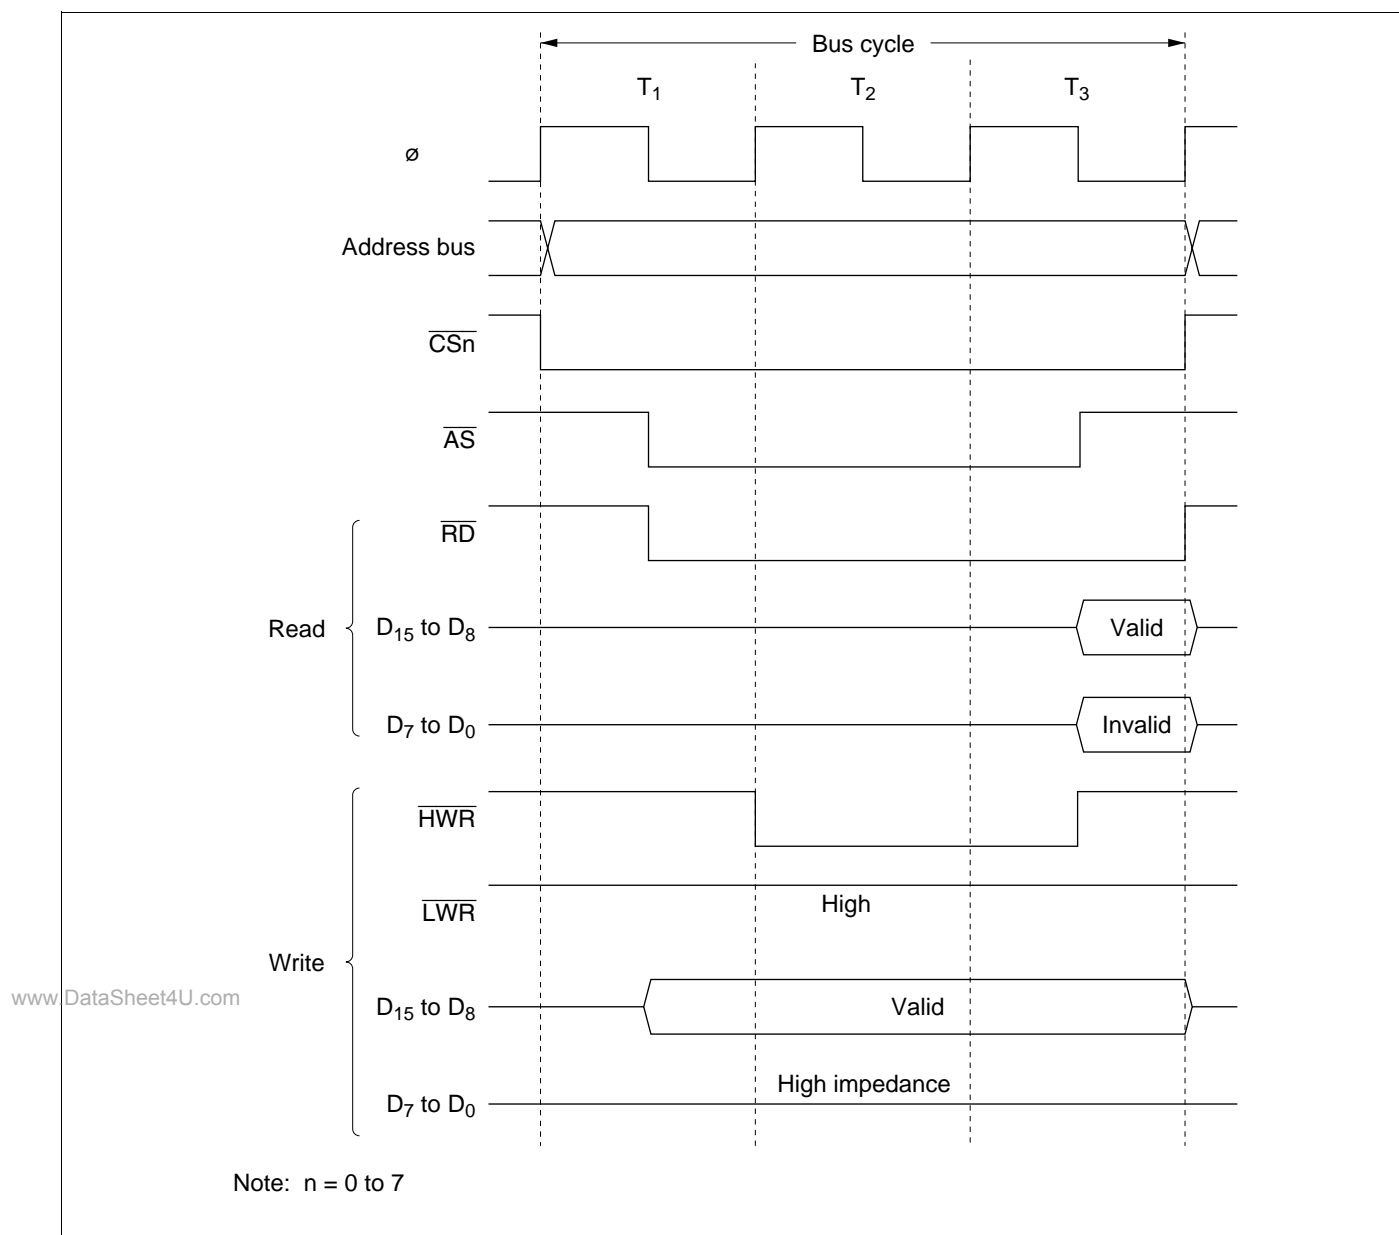 Bus cycle
T1 T2 T3
ø
Address bus
CSn
AS
RD
Read
D15 to D8 Valid
D7 to D0 Invalid
HWR
LWR High
Write
www.DataSheet4U.com
D15 to D8 Valid
D7 to D0 High impedance
Note: n = 0 to 7